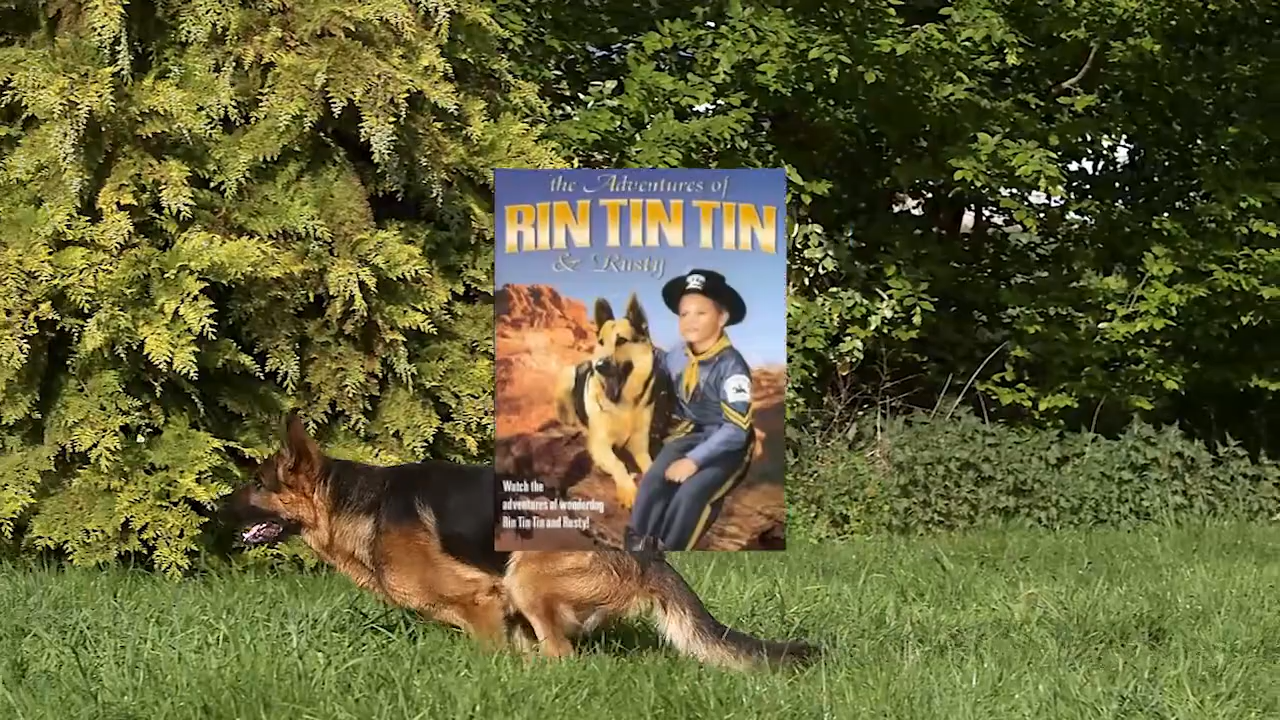 the Adventures of
RIN TIN TIN
& Rusty
Watch the
adventures of wonderdog
Rin Tin Tin and Rusty!